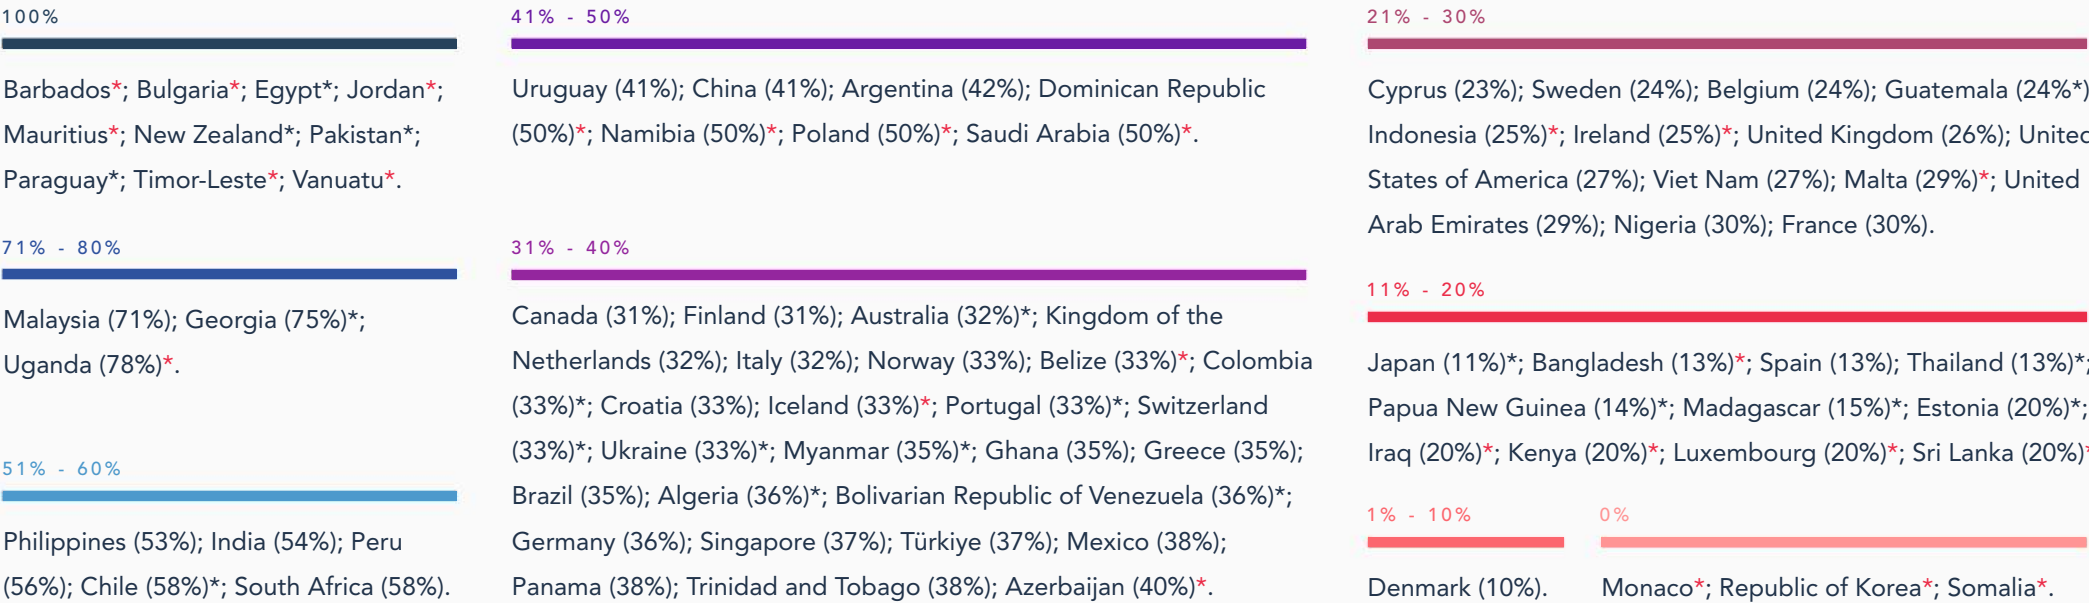 100%
Barbados*; Bulgaria*; Egypt*; Jordan*;
Mauritius*; New Zealand*; Pakistan*;
Paraguay*; Timor-Leste*; Vanuatu*.
71% - 80%
Malaysia (71%); Georgia (75%)*;
Uganda (78%)*.
51% - 60%
Philippines (53%); India (54%); Peru
(56%); Chile (58%)*; South Africa (58%).
41% - 50%
Uruguay (41%); China (41%); Argentina (42%); Dominican Republic
(50%)*; Namibia (50%)*; Poland (50%)*; Saudi Arabia (50%)*.
31% - 40%
Canada (31%); Finland (31%); Australia (32%)*; Kingdom of the
Netherlands (32%); Italy (32%); Norway (33%); Belize (33%)*; Colombia
(33%)*; Croatia (33%); Iceland (33%)*; Portugal (33%)*; Switzerland
(33%)*; Ukraine (33%)*; Myanmar (35%)*; Ghana (35%); Greece (35%);
Brazil (35%); Algeria (36%)*; Bolivarian Republic of Venezuela (36%)*;
Germany (36%); Singapore (37%); Türkiye (37%); Mexico (38%);
Panama (38%); Trinidad and Tobago (38%); Azerbaijan (40%)*.
21% - 30%
Cyprus (23%); Sweden (24%); Belgium (24%); Guatemala (24%*)
Indonesia (25%)*; Ireland (25%)*; United Kingdom (26%); United
States of America (27%); Viet Nam (27%); Malta (29%)*; United
Arab Emirates (29%); Nigeria (30%); France (30%).
11% - 20%
Japan (11%)*; Bangladesh (13%)*; Spain (13%); Thailand (13%)*;
Papua New Guinea (14%)*; Madagascar (15%)*; Estonia (20%)*;
Iraq (20%)*; Kenya (20%)*; Luxembourg (20%)*; Sri Lanka (20%)*
1% - 10%
Denmark (10%).
0%
Monaco*; Republic of Korea*; Somalia*.